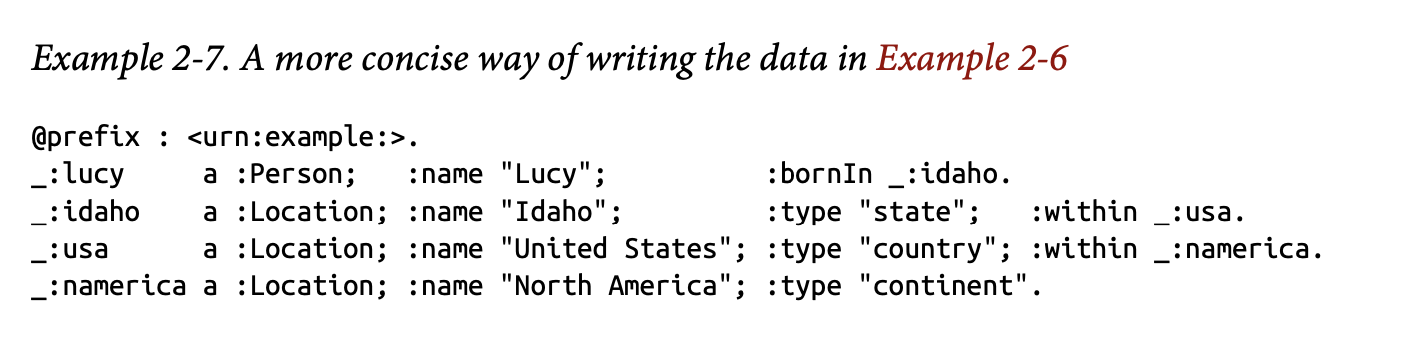 Example 2-7. A more concise way of writing the data in Example 2-6
@prefix : <urn:example:>.
_:lucy     a :Person;   :name "Lucy";          :bornIn _:idaho.
_:idaho    a :Location; :name "Idaho";         :type "state";   :within _:usa.
_:usa      a :Location; :name "United States"; :type "country"; :within _:namerica.
_:namerica a :Location; :name "North America"; :type "continent".